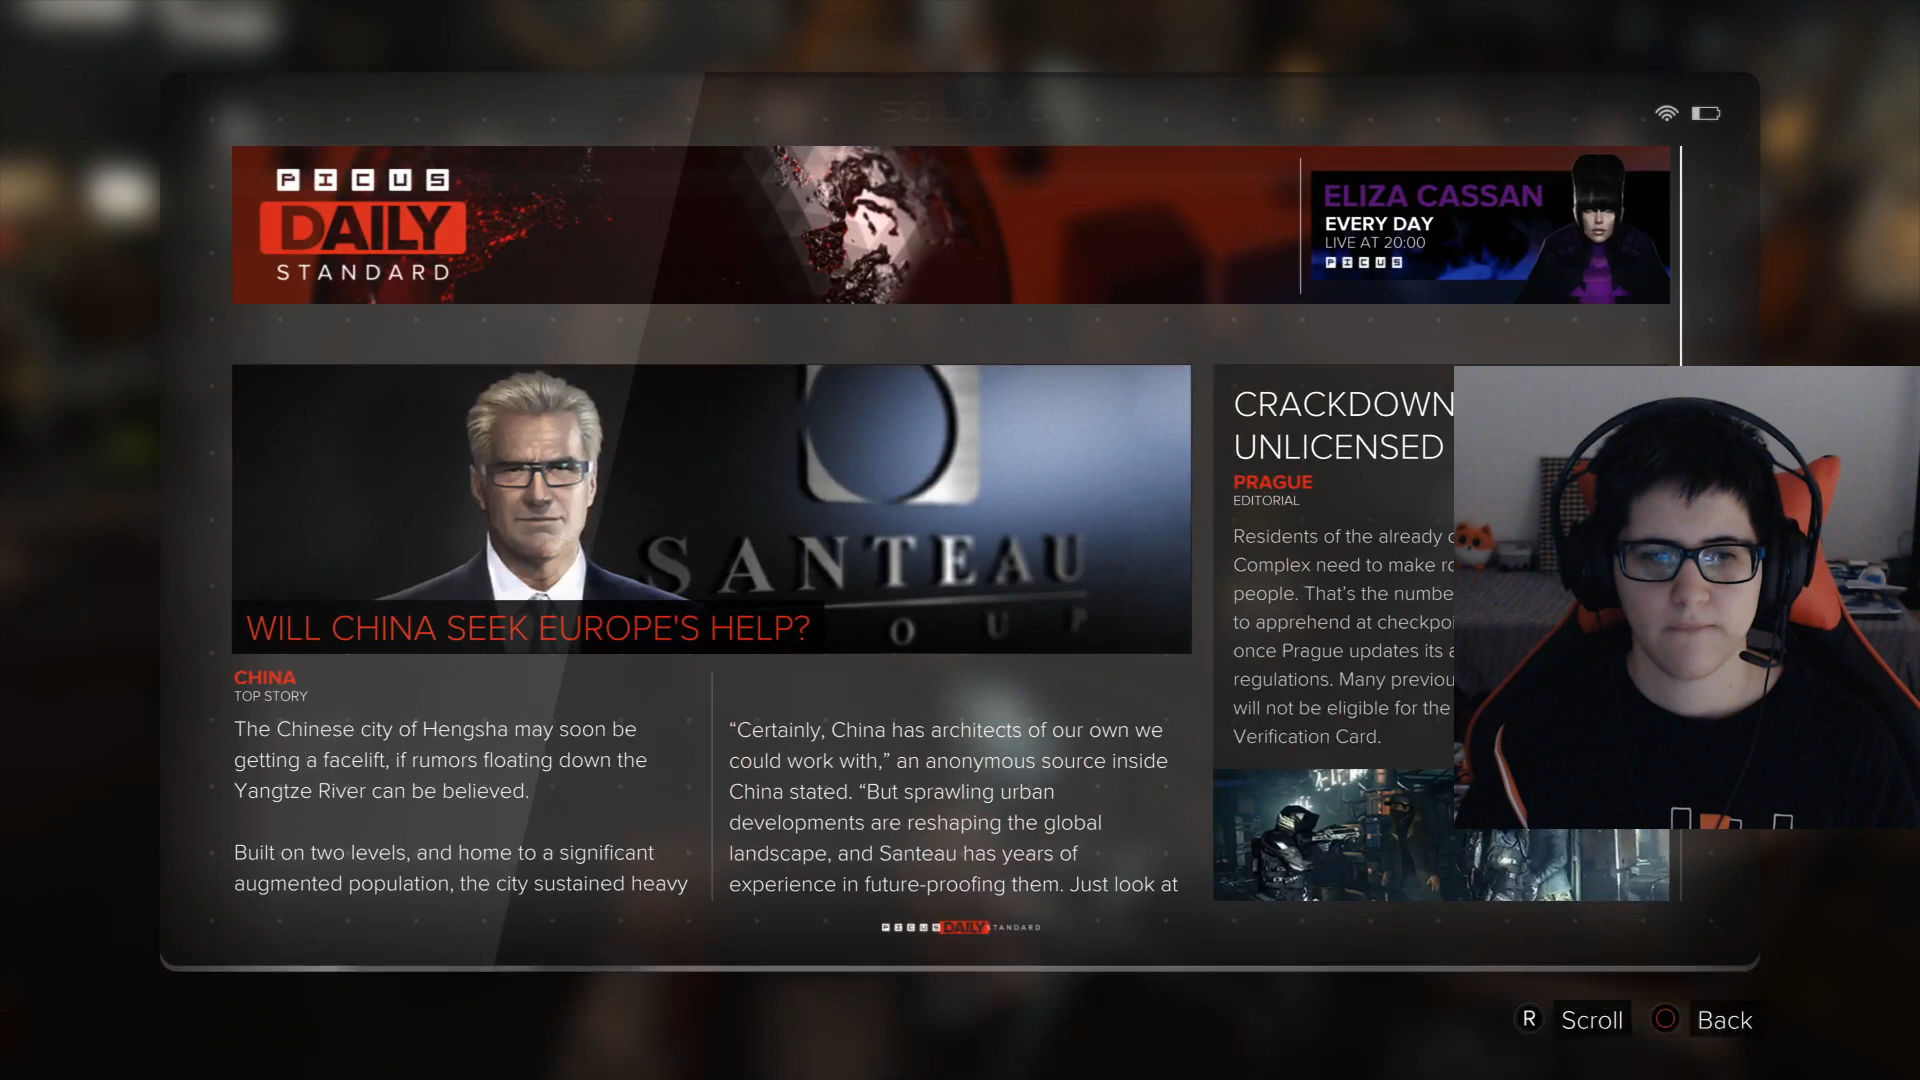 SOLOTO
PICUS
DAILY
STANDARD
ELIZA CASSAN
EVERY DAY
LIVE AT 20:00
PICUS
SANTEAU
O U P
WILL CHINA SEEK EUROPE'S HELP?
CHINA
TOP STORY
The Chinese city of Hengsha may soon be
getting a facelift, if rumors floating down the
Yangtze River can be believed.
Built on two levels, and home to a significant
augmented population, the city sustained heavy
“Certainly, China has architects of our own we
could work with,” an anonymous source inside
China stated. “But sprawling urban
developments are reshaping the global
landscape, and Santeau has years of
experience in future-proofing them. Just look at
CRACKDOWN
UNLICENSED
PRAGUE
EDITORIAL
Residents of the already
Complex need to make
people. That’s the
to apprehend at
once Prague updates its
regulations. Many
will not be eligible for the
Verification Card.
PICUS DAILY STANDARD
R Scroll Back